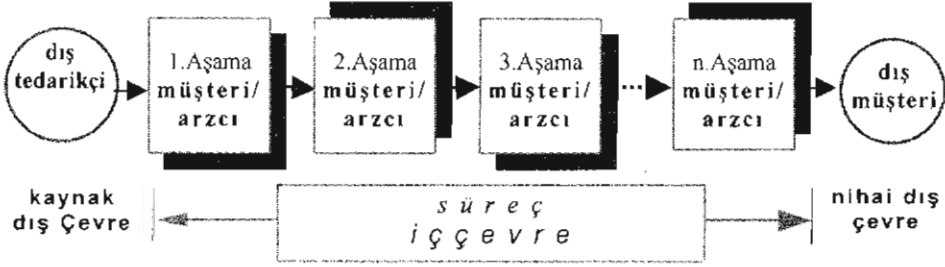 dış
tedarikçi
1.Aşama
müşteri/
arzcı
2.Aşama
müşteri/
arzcı
3.Aşama
müşteri/
arzcı
n.Aşama
müşteri/
arzcı
dış
müşteri
kaynak
dış Çevre
süreç
iççevre
nihai dış
çevre